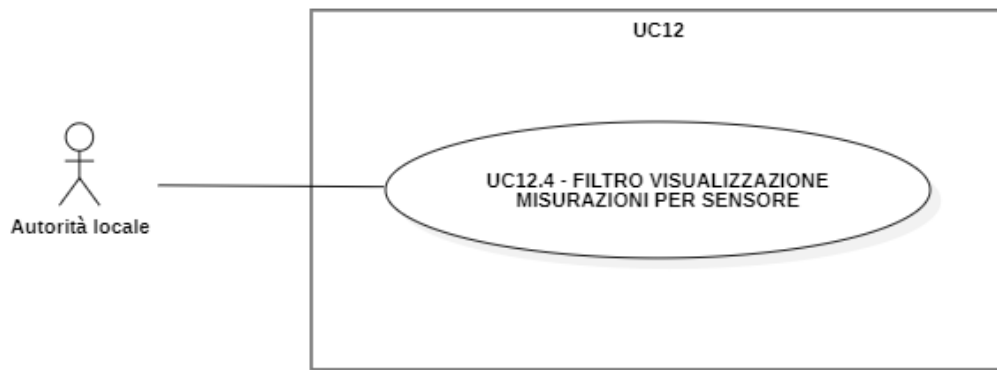 UC12
UC12.4 - FILTRO VISUALIZZAZIONE
MISURAZIONI PER SENSORE
Autorità locale